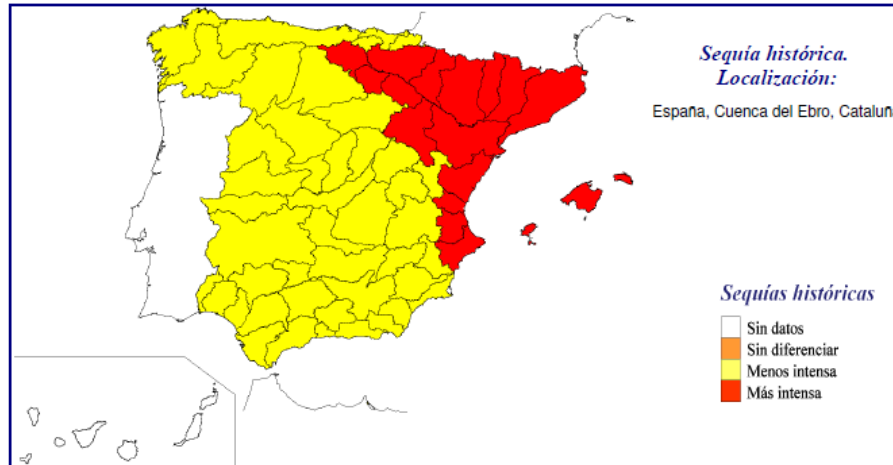 Sequía histórica.
Localización:
España, Cuenca del Ebro, Cataluñ
Sequías históricas
Sin datos
Sin diferenciar
Menos intensa
Más intensa